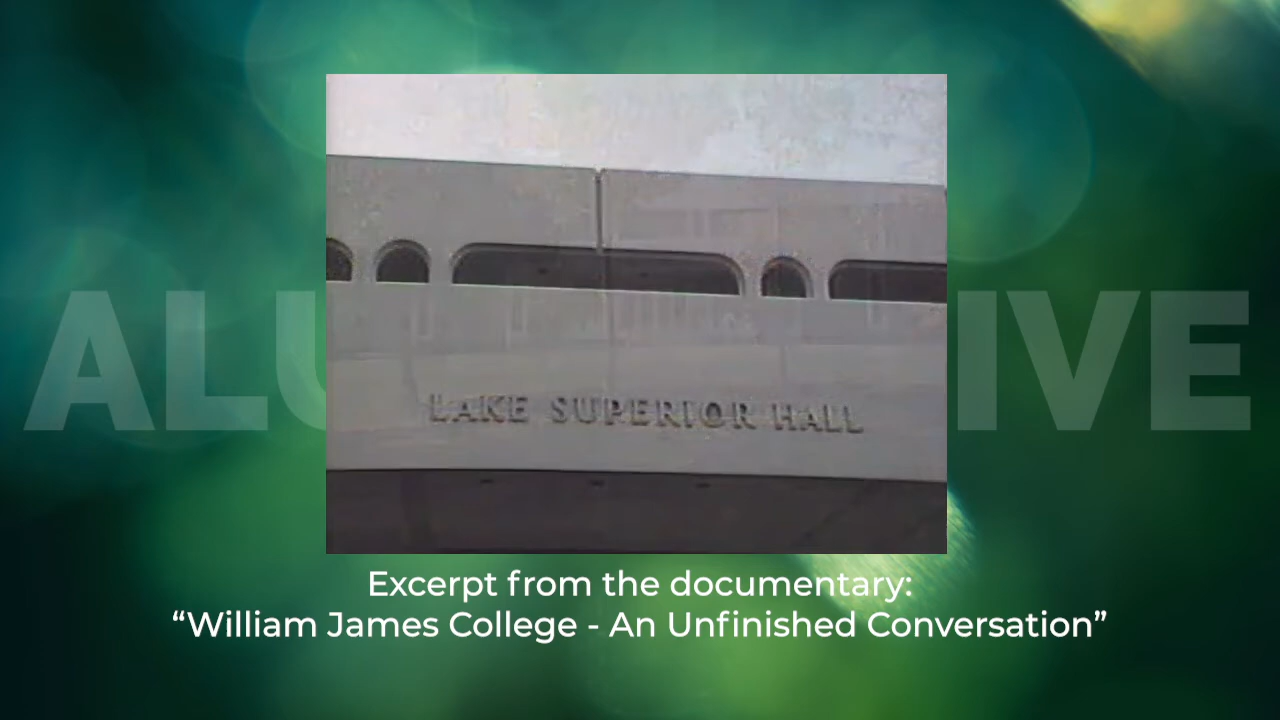 LAKE SUPERIOR HALL
Excerpt from the documentary:
“William James College - An Unfinished Conversation”